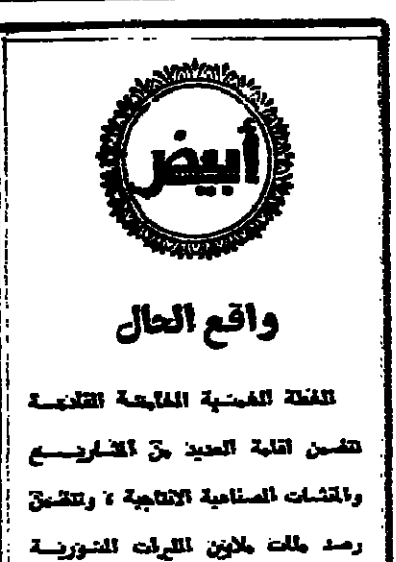 أبيض
واقع الحال
الخطة الخمسية الخامسة القادمة
تتضمن اقامة العديد من المشاريع
والمنشآت الصناعية الانتاجية ، وتتضمن
رصد مئات ملايين الليرات السورية